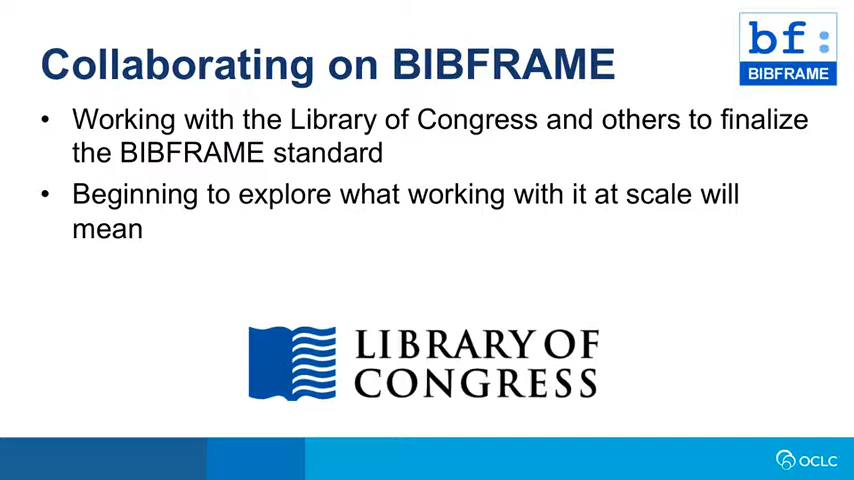 bf:
BIBFRAME
Collaborating on BIBFRAME
• Working with the Library of Congress and others to finalize
the BIBFRAME standard
• Beginning to explore what working with it at scale will
mean
LIBRARY OF
CONGRESS
OCLC